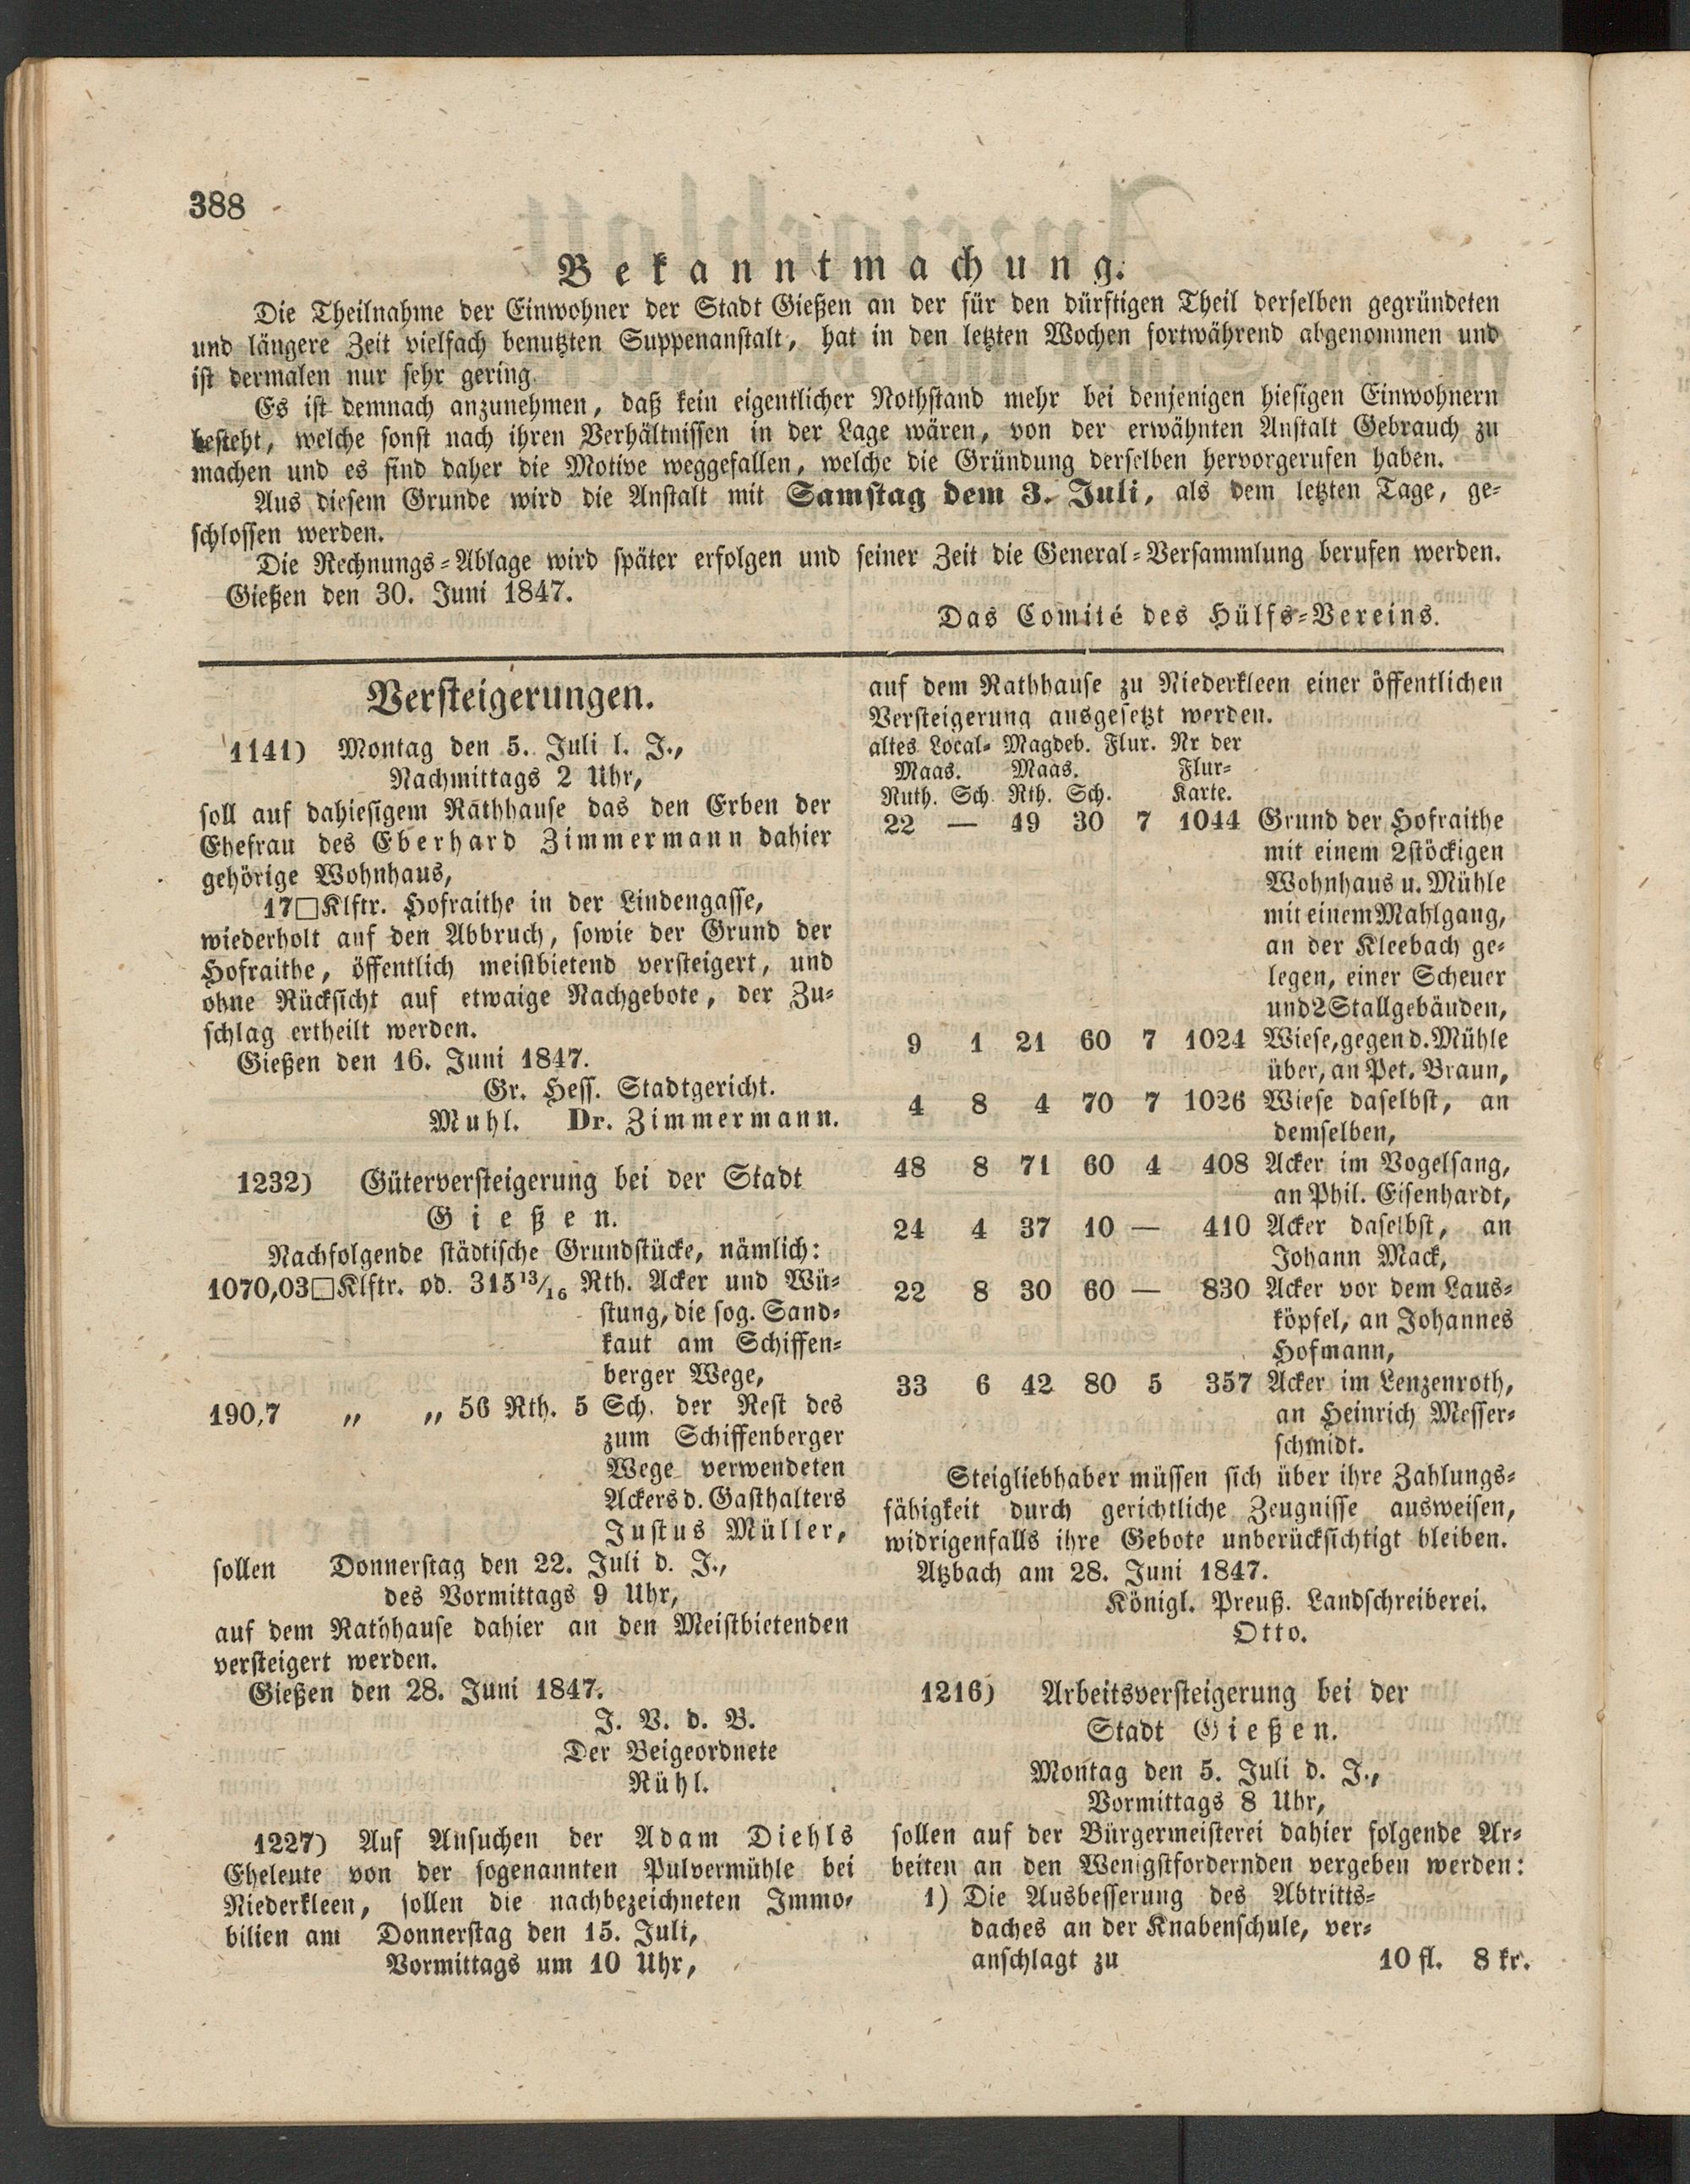 388
Bekanntmachung.
Die Theilnahme der Einwohner der Stadt Gießen an der für den dürftigen Theil derselben gegründeten
und längere Zeit vielfach benutzten Suppenanstalt, hat in den letzten Wochen fortwährend abgenommen und
ist dermalen nur sehr gering.
Es ist demnach anzunehmen, daß kein eigentlicher Nothstand mehr bei denjenigen hiesigen Einwohnern
besteht, welche sonst nach ihren Verhältnissen in der Lage wären, von der erwähnten Anstalt Gebrauch zu
machen und es sind daher die Motive weggefallen, welche die Gründung derselben hervorgerufen haben.
Aus diesem Grunde wird die Anstalt mit Samstag dem 3. Juli, als dem letzten Tage, ge-
schlossen werden.
Die Rechnungs-Ablage wird später erfolgen und seiner Zeit die General-Versammlung berufen werden.
Gießen den 30. Juni 1847.
Das Comité des Hülfs-Vereins.
Versteigerungen.
1141) Montag den 5. Juli l. J.,
Nachmittags 2 Uhr,
soll auf dahiesigem Rathhause das den Erben der
Ehefrau des Eberhard Zimmermann dahier
gehörige Wohnhaus,
17□Klftr. Hofraithe in der Lindengasse,
wiederholt auf den Abbruch, sowie der Grund der
Hofraithe, öffentlich meistbietend versteigert, und
ohne Rücksicht auf etwaige Nachgebote, der Zu-
schlag ertheilt werden.
Gießen den 16. Juni 1847.
Gr. Hess. Stadtgericht.
Muhl. Dr. Zimmermann.
1232) Güterversteigerung bei der Stadt
Gießen.
Nachfolgende städtische Grundstücke, nämlich:
1070,03□Klftr. od. 315 13/16 Rth. Acker und Wü-
stung, die sog. Sand-
kaut am Schiffen-
berger Wege,
190,7 „ „ 56 Rth. 5 Sch. der Rest des
zum Schiffenberger
Wege verwendeten
Ackers d. Gasthalters
Justus Müller,
sollen Donnerstag den 22. Juli d. J.,
des Vormittags 9 Uhr,
auf dem Rathhause dahier an den Meistbietenden
versteigert werden.
Gießen den 28. Juni 1847.
J. V. d. B.
Der Beigeordnete
Rühl.
1227) Auf Ansuchen der Adam Diehls
Eheleute von der sogenannten Pulvermühle bei
Niederkleen, sollen die nachbezeichneten Immo-
bilien am Donnerstag den 15. Juli,
Vormittags um 10 Uhr,
auf dem Rathhause zu Niederkleen einer öffentlichen
Versteigerung ausgesetzt werden.
altes Local- Magdeb. Flur. Nr der
Maas. Maas. Flur-
Ruth. Sch. Rth. Sch. Karte.
22 — 49 30 7 1044 Grund der Hofraithe
mit einem 2stöckigen
Wohnhaus u. Mühle
mit einem Mahlgang,
an der Kleebach ge-
legen, einer Scheuer
und 2 Stallgebäuden,
9 1 21 60 7 1024 Wiese, gegen d. Mühle
über, an Pet. Braun,
4 8 4 70 7 1026 Wiese daselbst, an
demselben,
48 8 71 60 4 408 Acker im Vogelsang,
an Phil. Eisenhardt,
24 4 37 10 — 410 Acker daselbst, an
Johann Mack,
22 8 30 60 — 830 Acker vor dem Laus-
köpfel, an Johannes
Hofmann,
33 6 42 80 5 357 Acker im Lenzenroth,
an Heinrich Messer-
schmidt.
Steigliebhaber müssen sich über ihre Zahlungs-
fähigkeit durch gerichtliche Zeugnisse ausweisen,
widrigenfalls ihre Gebote unberücksichtigt bleiben.
Atzbach am 28. Juni 1847.
Königl. Preuß. Landschreiberei.
Otto.
1216) Arbeitsversteigerung bei der
Stadt Gießen.
Montag den 5. Juli d. J.,
Vormittags 8 Uhr,
sollen auf der Bürgermeisterei dahier folgende Ar-
beiten an den Wenigstfordernden vergeben werden:
1) Die Ausbesserung des Abtritts-
daches an der Knabenschule, ver-
anschlagt zu 10 fl. 8 kr.